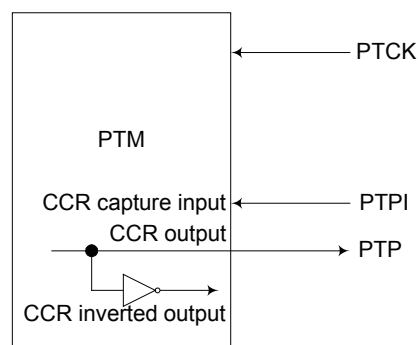 PTCK
PTM
CCR capture input
PTPI
CCR output
PTP
CCR inverted output